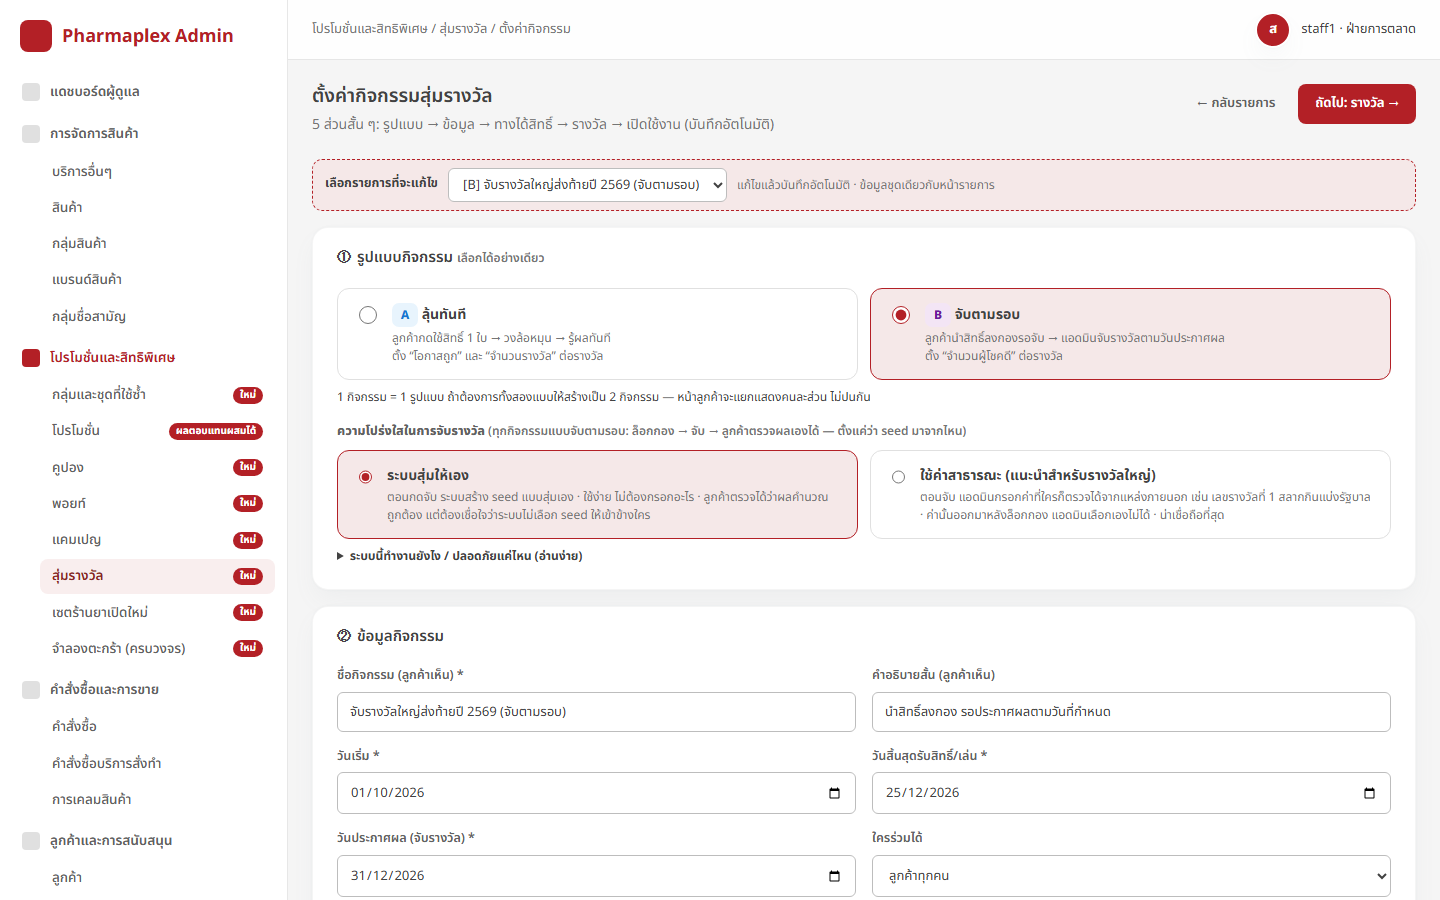 Pharmaplex Admin
แดชบอร์ดผู้ดูแล
การจัดการสินค้า
บริการอื่นๆ
สินค้า
กลุ่มสินค้า
แบรนด์สินค้า
กลุ่มชื่อสามัญ
โปรโมชั่นและสิทธิพิเศษ
กลุ่มและชุดที่ใช้ซ้ำ ใหม่
โปรโมชั่น ผลตอบแทนผสมได้
คูปอง ใหม่
พอยท์ ใหม่
แคมเปญ ใหม่
สุ่มรางวัล ใหม่
เซตร้านยาเปิดใหม่ ใหม่
จำลองตะกร้า (ครบวงจร) ใหม่
คำสั่งซื้อและการขาย
คำสั่งซื้อ
คำสั่งซื้อบริการสั่งทำ
การเคลมสินค้า
ลูกค้าและการสนับสนุน
ลูกค้า
โปรโมชั่นและสิทธิพิเศษ / สุ่มรางวัล / ตั้งค่ากิจกรรม
ส staff1 · ฝ่ายการตลาด
ตั้งค่ากิจกรรมสุ่มรางวัล
5 ส่วนสั้น ๆ: รูปแบบ → ข้อมูล → ทางได้สิทธิ์ → รางวัล → เปิดใช้งาน (บันทึกอัตโนมัติ)
← กลับรายการ
ถัดไป: รางวัล →
เลือกรายการที่จะแก้ไข [B] จับรางวัลใหญ่ส่งท้ายปี 2569 (จับตามรอบ) แก้ไขแล้วบันทึกอัตโนมัติ · ข้อมูลชุดเดียวกับหน้ารายการ
① รูปแบบกิจกรรม เลือกได้อย่างเดียว
A ลุ้นทันที
ลูกค้ากดใช้สิทธิ์ 1 ใบ → วงล้อหมุน → รู้ผลทันที
ตั้ง “โอกาสถูก” และ “จำนวนรางวัล” ต่อรางวัล
B จับตามรอบ
ลูกค้านำสิทธิ์ลงกองรอจับ → แอดมินจับรางวัลตามวันประกาศผล
ตั้ง “จำนวนผู้โชคดี” ต่อรางวัล
1 กิจกรรม = 1 รูปแบบ ถ้าต้องการทั้งสองแบบให้สร้างเป็น 2 กิจกรรม — หน้าลูกค้าจะแยกแสดงคนละส่วน ไม่ปนกัน
ความโปร่งใสในการจับรางวัล (ทุกกิจกรรมแบบจับตามรอบ: ล็อกกอง → จับ → ลูกค้าตรวจผลเองได้ — ตั้งแค่ว่า seed มาจากไหน)
ระบบสุ่มให้เอง
ตอนกดจับ ระบบสร้าง seed แบบสุ่มเอง · ใช้ง่าย ไม่ต้องกรอกอะไร · ลูกค้าตรวจได้ว่าผลคำนวณ
ถูกต้อง แต่ต้องเชื่อใจว่าระบบไม่เลือก seed ให้เข้าข้างใคร
ใช้ค่าสาธารณะ (แนะนำสำหรับรางวัลใหญ่)
ตอนจับ แอดมินกรอกค่าที่ใครก็ตรวจได้จากแหล่งภายนอก เช่น เลขรางวัลที่ 1 สลากกินแบ่งรัฐบาล
· ค่านั้นออกมาหลังล็อกกอง แอดมินเลือกเองไม่ได้ · น่าเชื่อถือที่สุด
▶ ระบบนี้ทำงานยังไง / ปลอดภัยแค่ไหน (อ่านง่าย)
② ข้อมูลกิจกรรม
ชื่อกิจกรรม (ลูกค้าเห็น) *
จับรางวัลใหญ่ส่งท้ายปี 2569 (จับตามรอบ)
คำอธิบายสั้น (ลูกค้าเห็น)
นำสิทธิ์ลงกอง รอประกาศผลตามวันที่กำหนด
วันเริ่ม *
01/10/2026
วันสิ้นสุดรับสิทธิ์/เล่น *
25/12/2026
วันประกาศผล (จับรางวัล) *
31/12/2026
ใครร่วมได้
ลูกค้าทุกคน